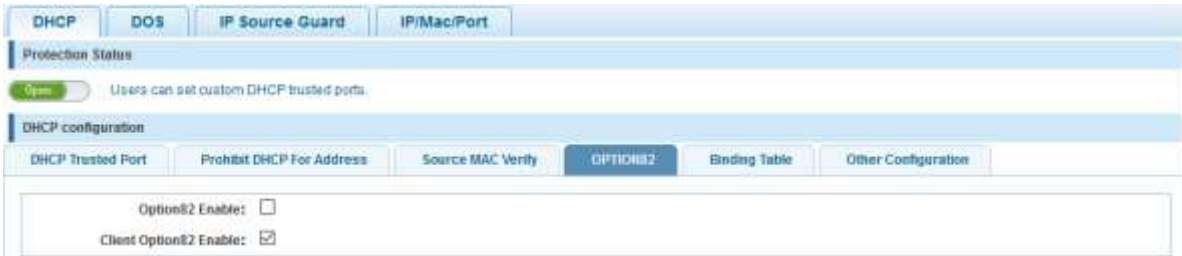 DHCP DOS IP Source Guard IP/Mac/Port
Protection Status
Open Users can set custom DHCP trusted ports.
DHCP configuration
DHCP Trusted Port Prohibit DHCP For Address Source MAC Verify OPTION82 Binding Table Other Configuration
Option82 Enable:
Client Option82 Enable: